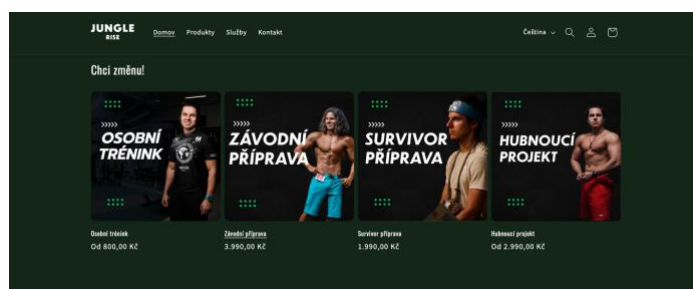 JUNGLE
RISE
Domov Produkty Služby Kontakt
Čeština
Chci změnu!
OSOBNÍ
TRÉNINK
ZÁVODNÍ
PŘÍPRAVA
SURVIVOR
PŘÍPRAVA
HUBNOUCÍ
PROJEKT
Osobní trénink
Od 800,00 Kč
Závodní příprava
3.990,00 Kč
Survivor příprava
1.990,00 Kč
Hubnoucí projekt
Od 2.990,00 Kč